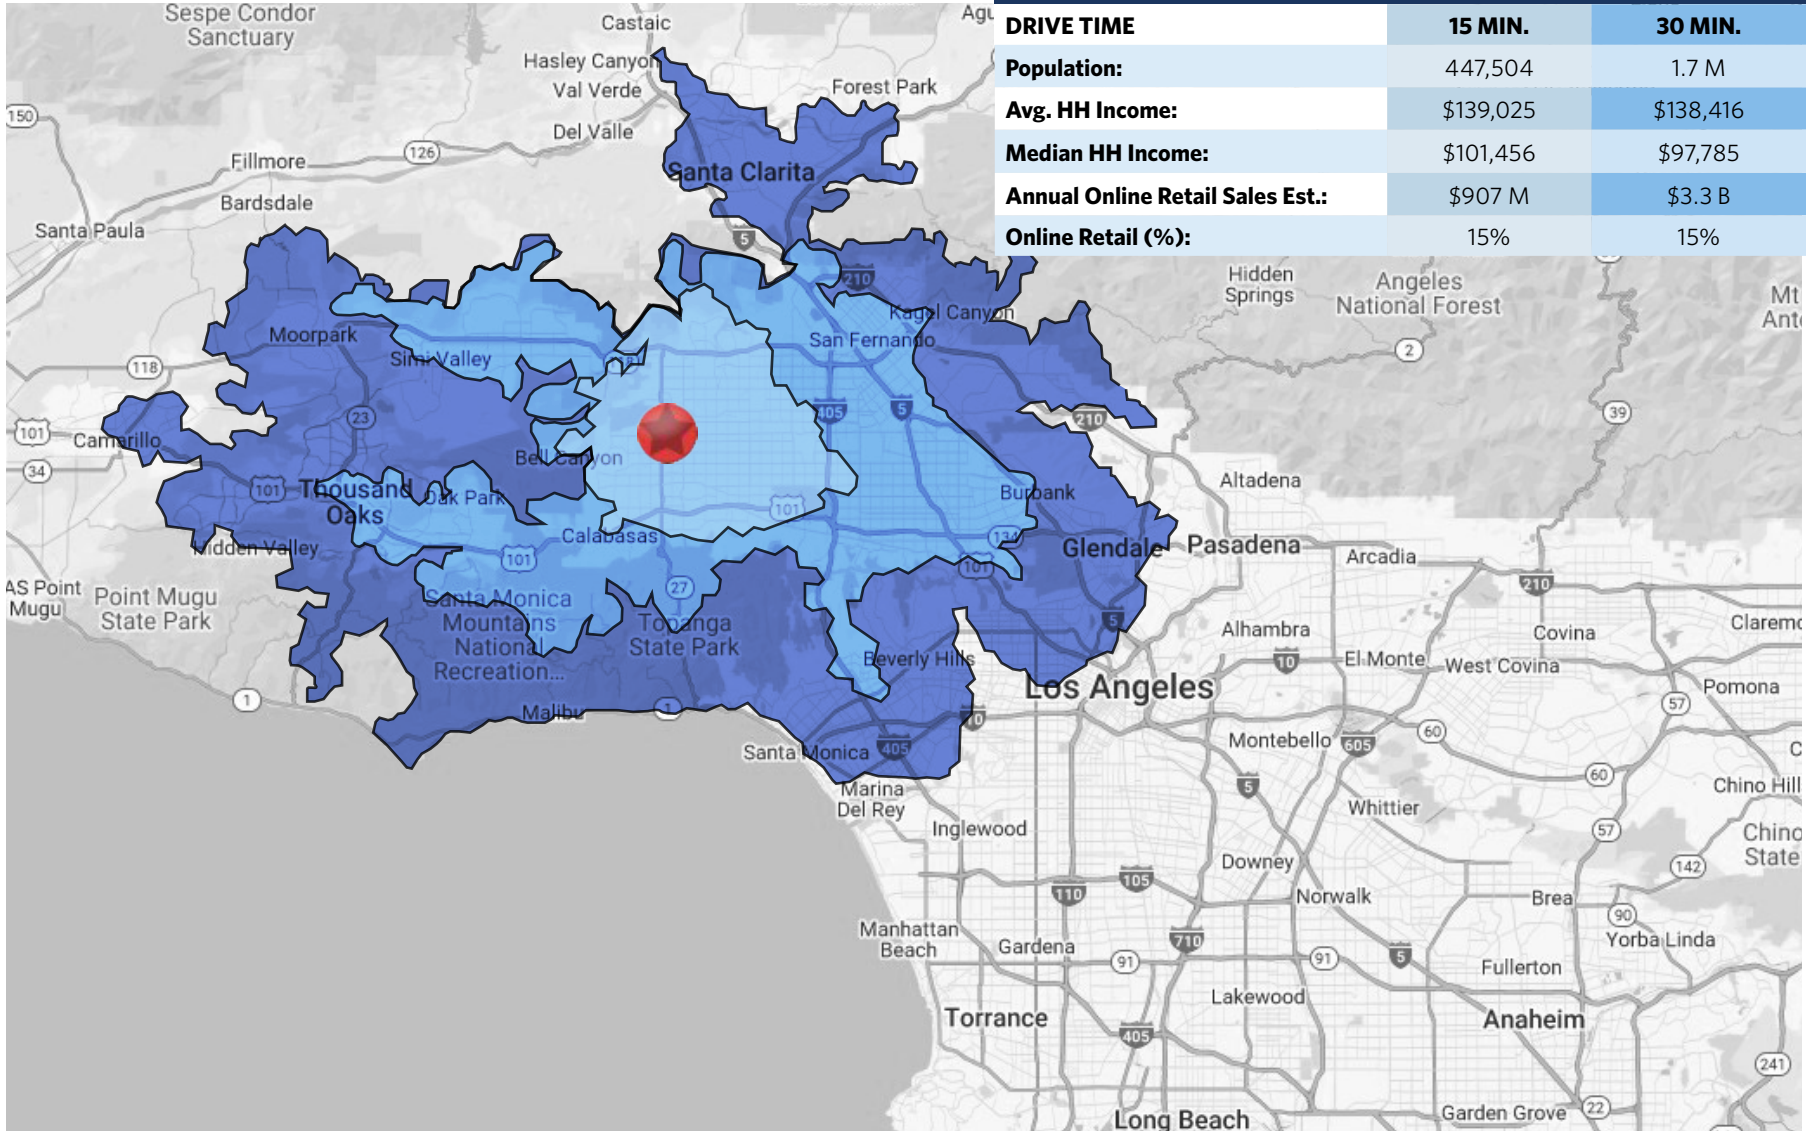 DRIVE TIME 15 MIN. 30 MIN.
Population: 447,504 1.7 M
Avg. HH Income: $139,025 $138,416
Median HH Income: $101,456 $97,785
Annual Online Retail Sales Est.: $907 M $3.3 B
Online Retail (%): 15% 15%
Sespe Condor
Sanctuary
Castaic
Agu
Hasley Canyon
Val Verde
Forest Park
150
Del Valle
126
Fillmore
Santa Clarita
Bardsdale
Santa Paula
5
210
Hidden
Springs
Angeles
National Forest
Mt
Anto
Kagel Canyon
Moorpark
San Fernando
Simi Valley
118
118
2
23
405
5
210
39
101
Camarillo
34
Bell Canyon
Altadena
101
Thousand
Oaks
Oak Park
Burbank
101
Calabasas
134
Hidden Valley
101
101
Glendale
Pasadena
Arcadia
210
AS Point
Mugu
Point Mugu
State Park
27
Santa Monica
Mountains
National
Recreation...
Topanga
State Park
5
Alhambra
Covina
Claremo
Beverly Hills
10
El Monte
West Covina
Los Angeles
Pomona
1
Malibu
1
10
57
Santa Monica
405
Montebello
605
60
C
60
Marina
Del Rey
5
Chino Hill
Whittier
Inglewood
57
Chino
State
Downey
142
110
105
Norwalk
Brea
90
Manhattan
Beach
Gardena
710
Yorba Linda
91
91
5
Fullerton
Lakewood
Torrance
Anaheim
405
241
Long Beach
Garden Grove
22